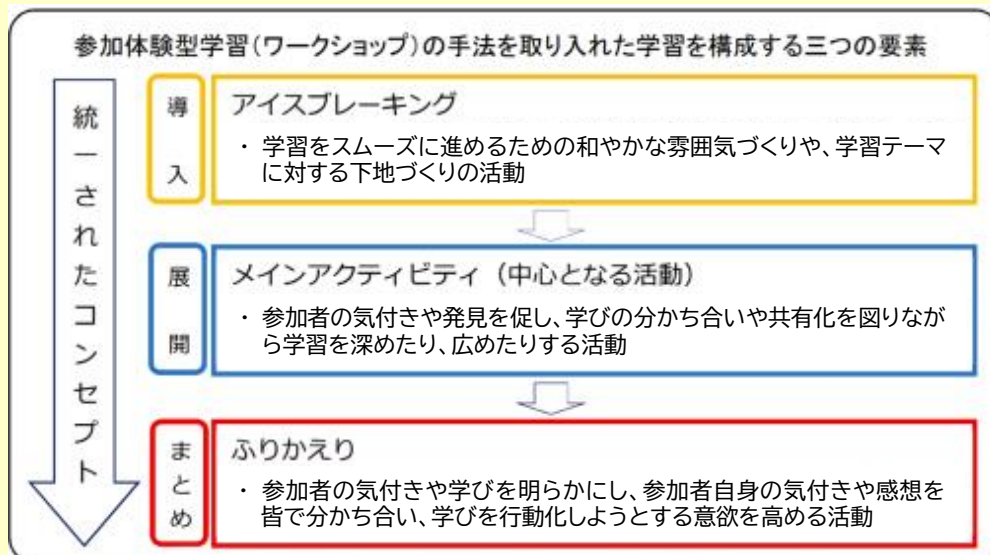 参加体験型学習(ワークショップ)の手法を取り入れた学習を構成する三つの要素
統一されたコンセプト
導入
アイスブレーキング
・ 学習をスムーズに進めるための和やかな雰囲気づくりや、学習テーマ
に対する下地づくりの活動
展開
メインアクティビティ（中心となる活動）
・ 参加者の気付きや発見を促し、学びの分かち合いや共有化を図りなが
ら学習を深めたり、広めたりする活動
まとめ
ふりかえり
・ 参加者の気付きや学びを明らかにし、参加者自身の気付きや感想を
皆で分かち合い、学びを行動化しようとする意欲を高める活動